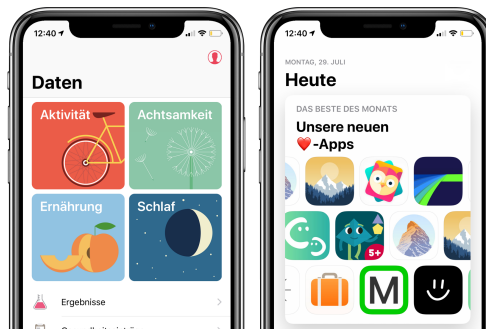 12:40
Daten
Aktivität
Achtsamkeit
Ernährung
Schlaf
Ergebnisse
12:40
MONTAG, 29. JULI
Heute
DAS BESTE DES MONATS
Unsere neuen
❤️-Apps
5+
M